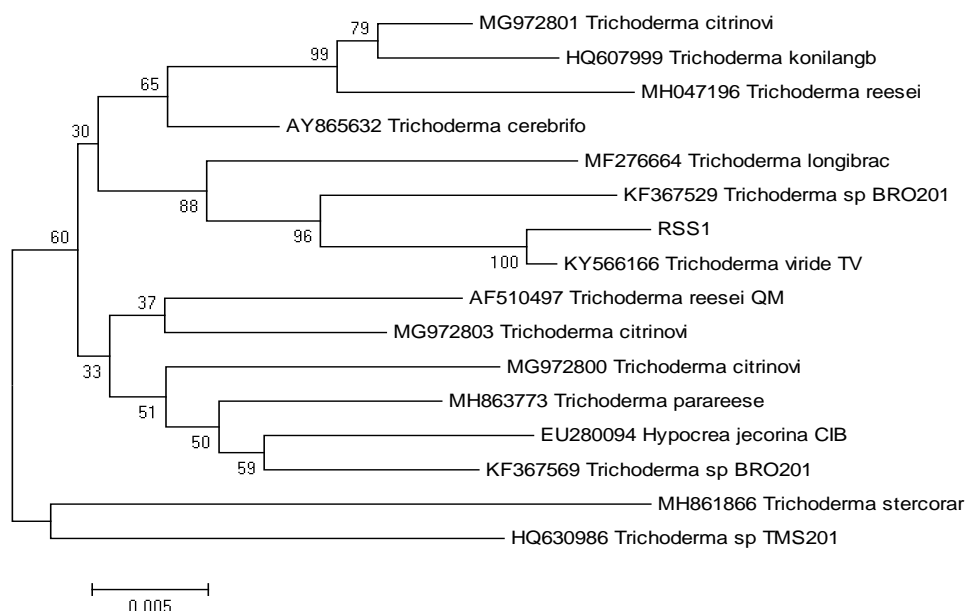 MG972801 Trichoderma citrinovi
79
HQ607999 Trichoderma konilangb
99
MH047196 Trichoderma reesei
65
AY865632 Trichoderma cerebrifo
30
MF276664 Trichoderma longibrac
88
KF367529 Trichoderma sp BRO201
96
RSS1
60
100
KY566166 Trichoderma viride TV
AF510497 Trichoderma reesei QM
37
MG972803 Trichoderma citrinovi
33
MG972800 Trichoderma citrinovi
51
MH863773 Trichoderma parareese
50
EU280094 Hypocrea jecorina CIB
59
KF367569 Trichoderma sp BRO201
MH861866 Trichoderma stercorar
HQ630986 Trichoderma sp TMS201
0.005